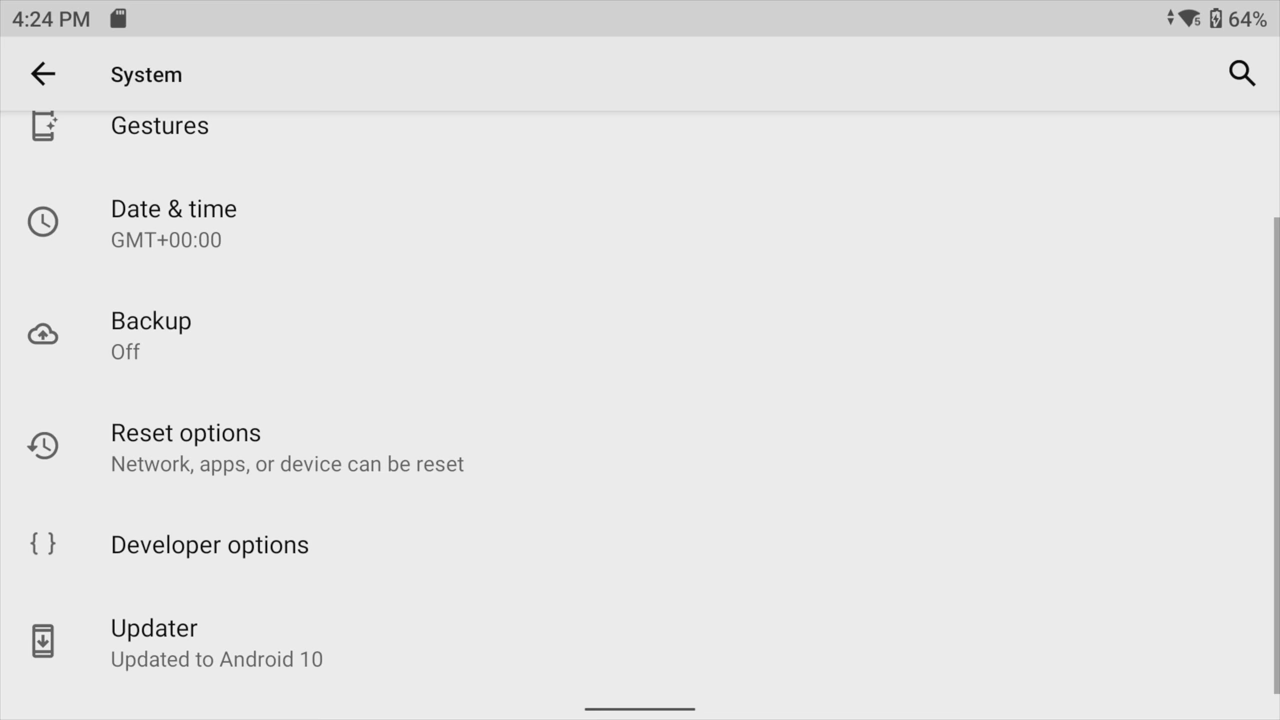 4:24 PM
5
64%
System
Gestures
Date & time
GMT+00:00
Backup
Off
Reset options
Network, apps, or device can be reset
{ }
Developer options
Updater
Updated to Android 10